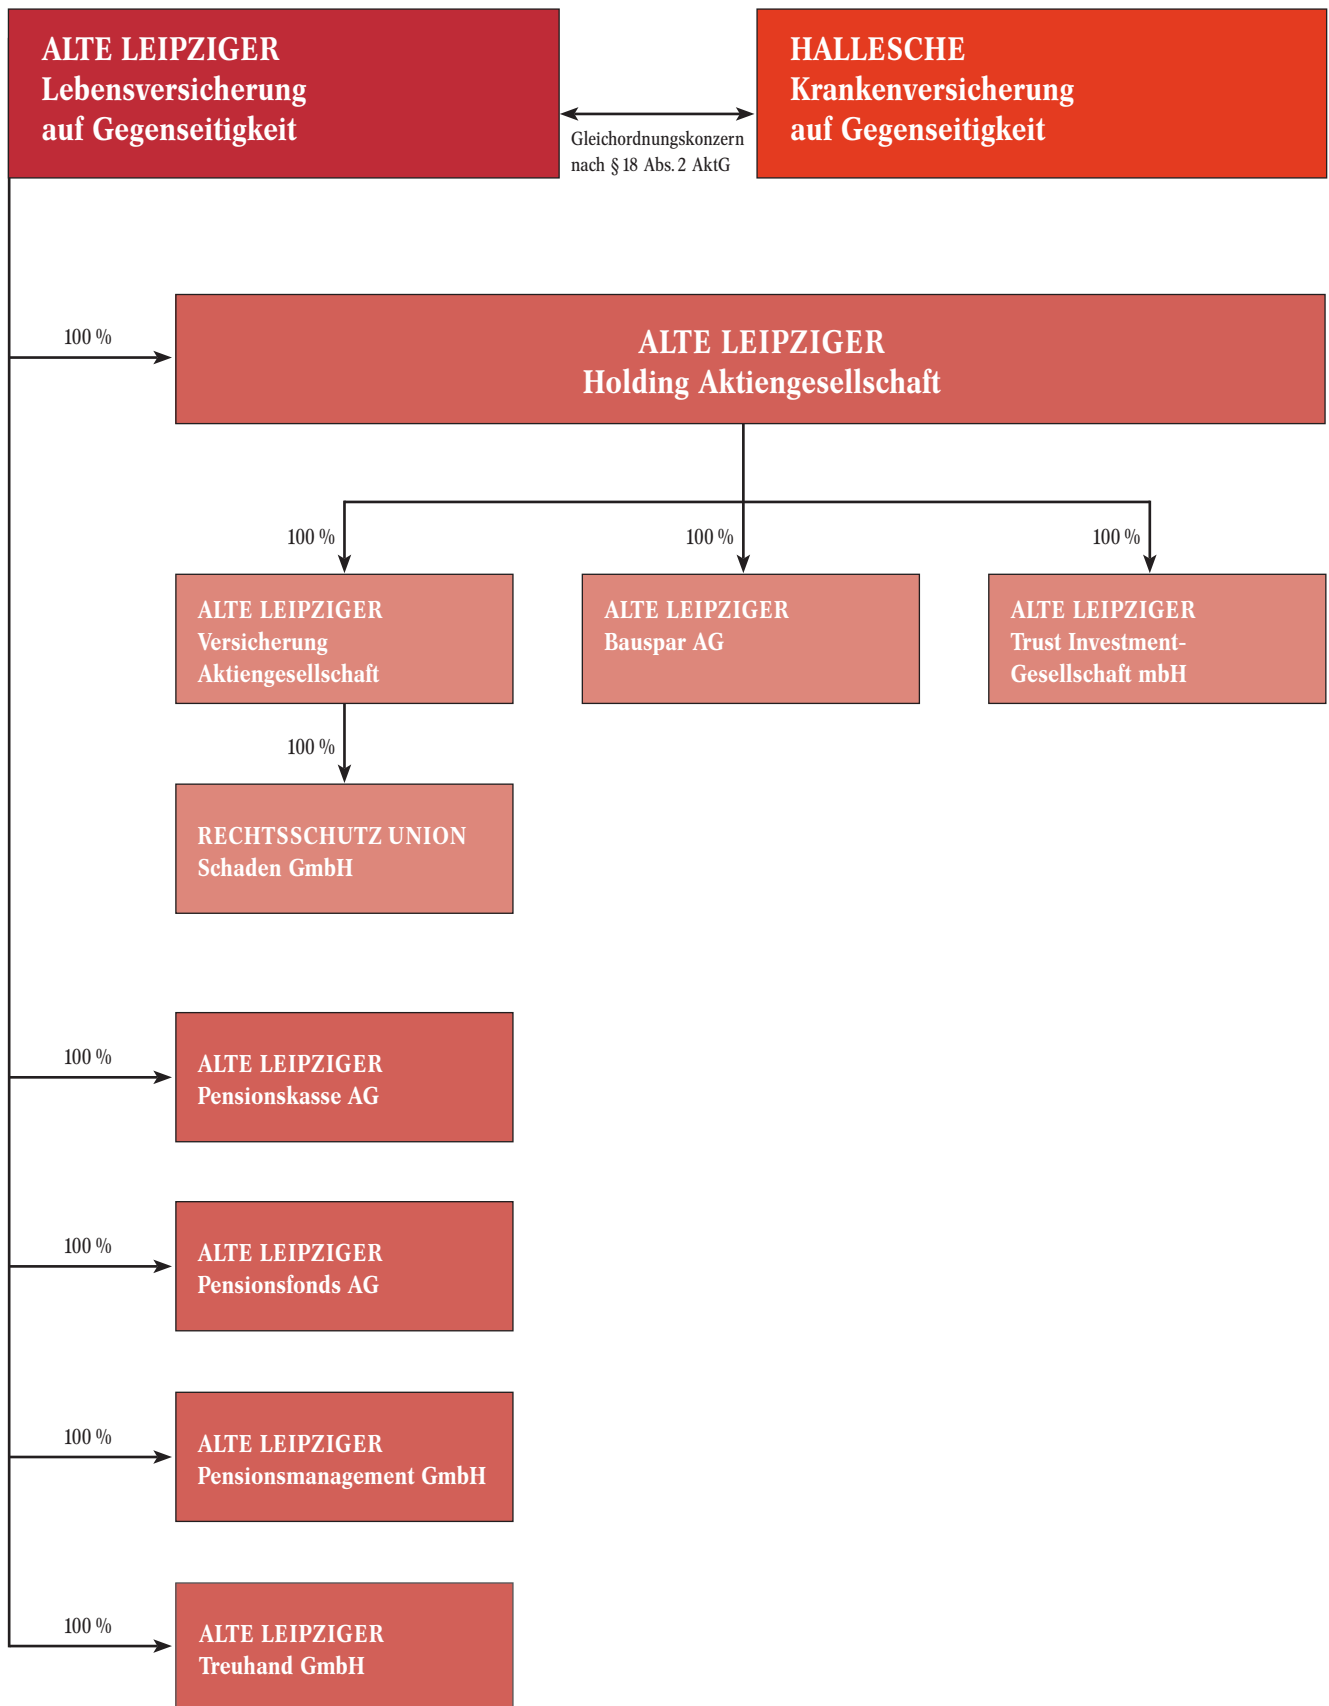 ALTE LEIPZIGER
Lebensversicherung
auf Gegenseitigkeit
Gleichordnungskonzern
nach § 18 Abs. 2 AktG
HALLESCHE
Krankenversicherung
auf Gegenseitigkeit
100 %
ALTE LEIPZIGER
Holding Aktiengesellschaft
100 %
100 %
100 %
ALTE LEIPZIGER
Versicherung
Aktiengesellschaft
ALTE LEIPZIGER
Bauspar AG
ALTE LEIPZIGER
Trust Investment-
Gesellschaft mbH
100 %
RECHTSSCHUTZ UNION
Schaden GmbH
100 %
ALTE LEIPZIGER
Pensionskasse AG
100 %
ALTE LEIPZIGER
Pensionsfonds AG
100 %
ALTE LEIPZIGER
Pensionsmanagement GmbH
100 %
ALTE LEIPZIGER
Treuhand GmbH